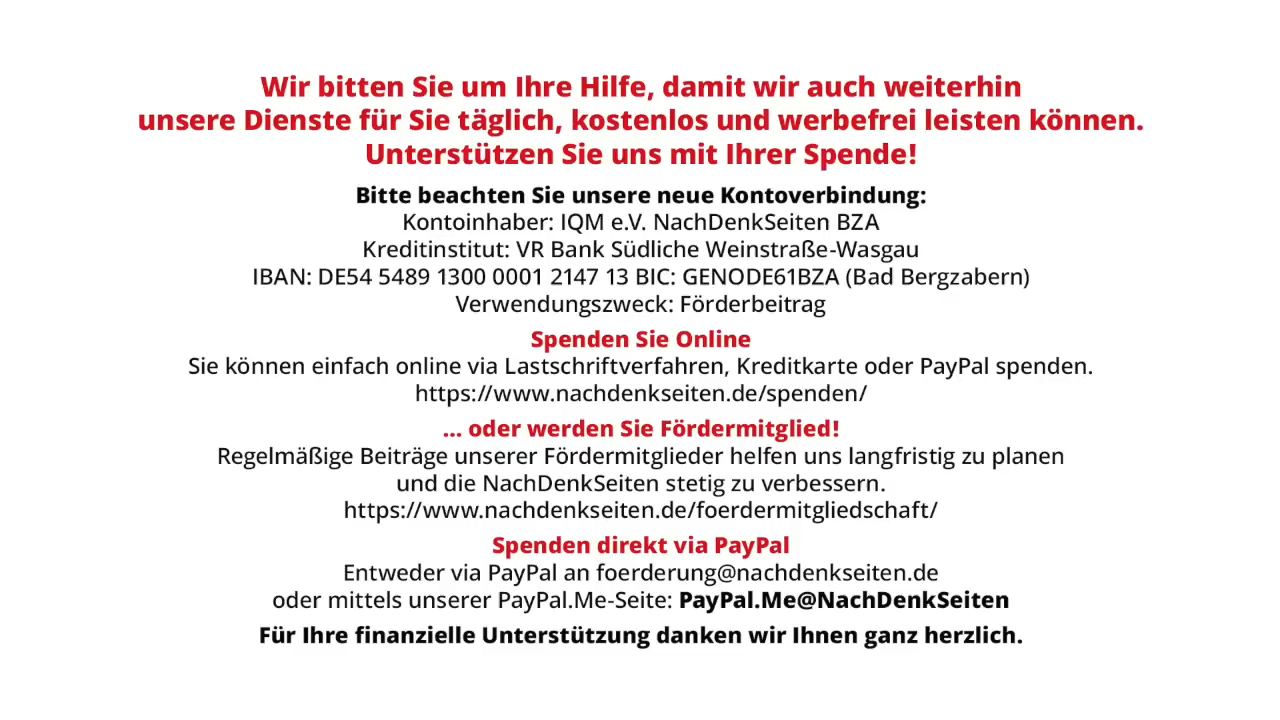 Wir bitten Sie um Ihre Hilfe, damit wir auch weiterhin
unsere Dienste für Sie täglich, kostenlos und werbefrei leisten können.
Unterstützen Sie uns mit Ihrer Spende!
Bitte beachten Sie unsere neue Kontoverbindung:
Kontoinhaber: IQM e.V. NachDenkSeiten BZA
Kreditinstitut: VR Bank Südliche Weinstraße-Wasgau
IBAN: DE54 5489 1300 0001 2147 13 BIC: GENODE61BZA (Bad Bergzabern)
Verwendungszweck: Förderbeitrag
Spenden Sie Online
Sie können einfach online via Lastschriftverfahren, Kreditkarte oder PayPal spenden.
https://www.nachdenkseiten.de/spenden/
... oder werden Sie Fördermitglied!
Regelmäßige Beiträge unserer Fördermitglieder helfen uns langfristig zu planen
und die NachDenkSeiten stetig zu verbessern.
https://www.nachdenkseiten.de/foerdermitgliedschaft/
Spenden direkt via PayPal
Entweder via PayPal an foerderung@nachdenkseiten.de
oder mittels unserer PayPal.Me-Seite: PayPal.Me@NachDenkSeiten
Für Ihre finanzielle Unterstützung danken wir Ihnen ganz herzlich.